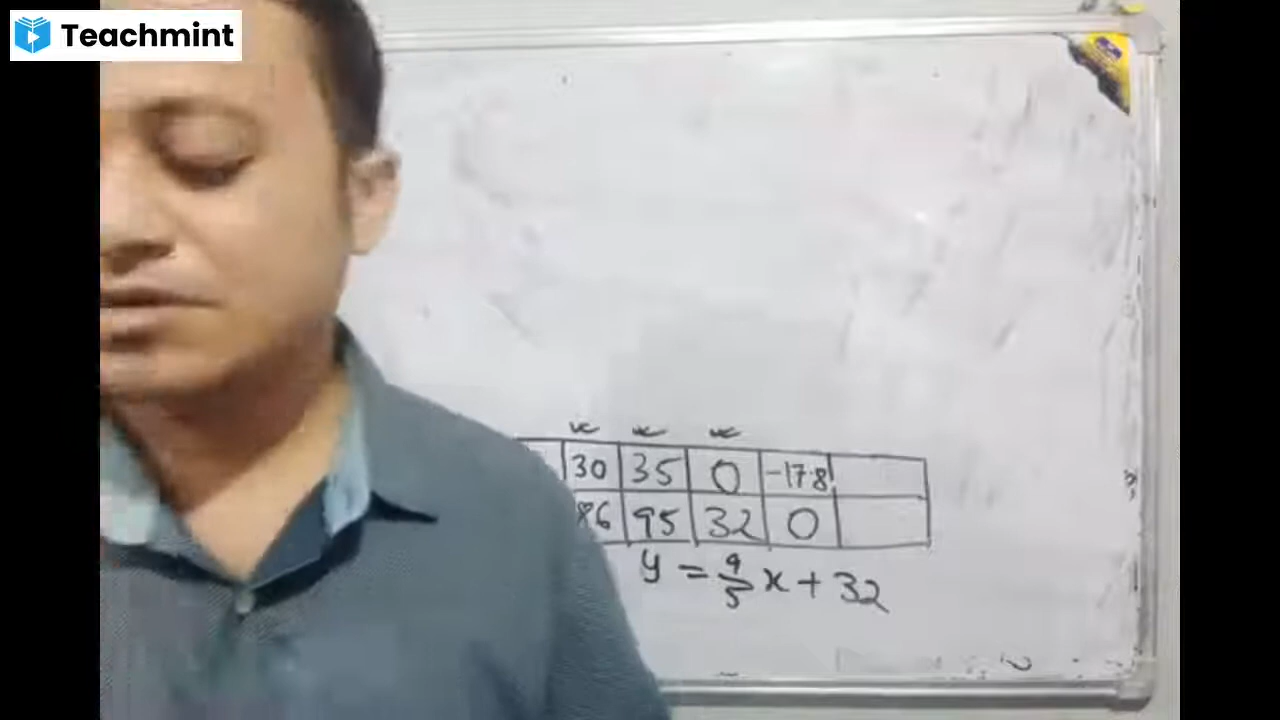 Teachmint
30 35 0 -17.8
86 95 32 0
y = 9/5 x + 32